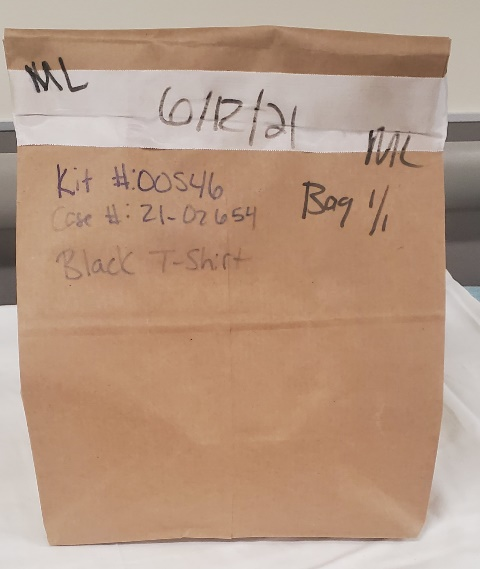 ML
6/12/21
ML
Kit #:00546
Bag 1/1
Case #: 21-02654
Black T-Shirt